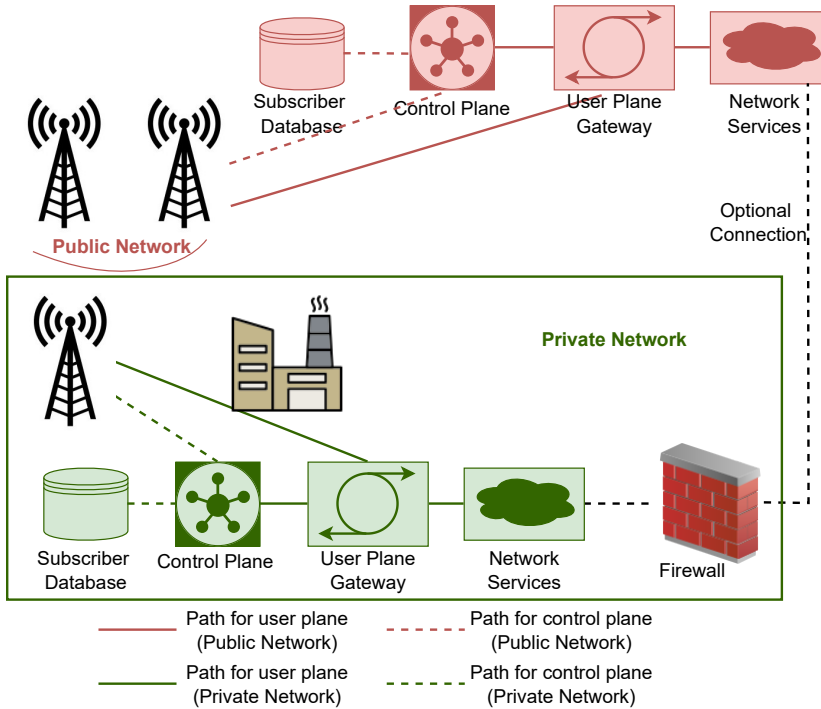 Subscriber
Database
Control Plane
User Plane
Gateway
Network
Services
Public Network
Optional
Connection
Private Network
Subscriber
Database
Control Plane
User Plane
Gateway
Network
Services
Firewall
Path for user plane
(Public Network)
Path for control plane
(Public Network)
Path for user plane
(Private Network)
Path for control plane
(Private Network)